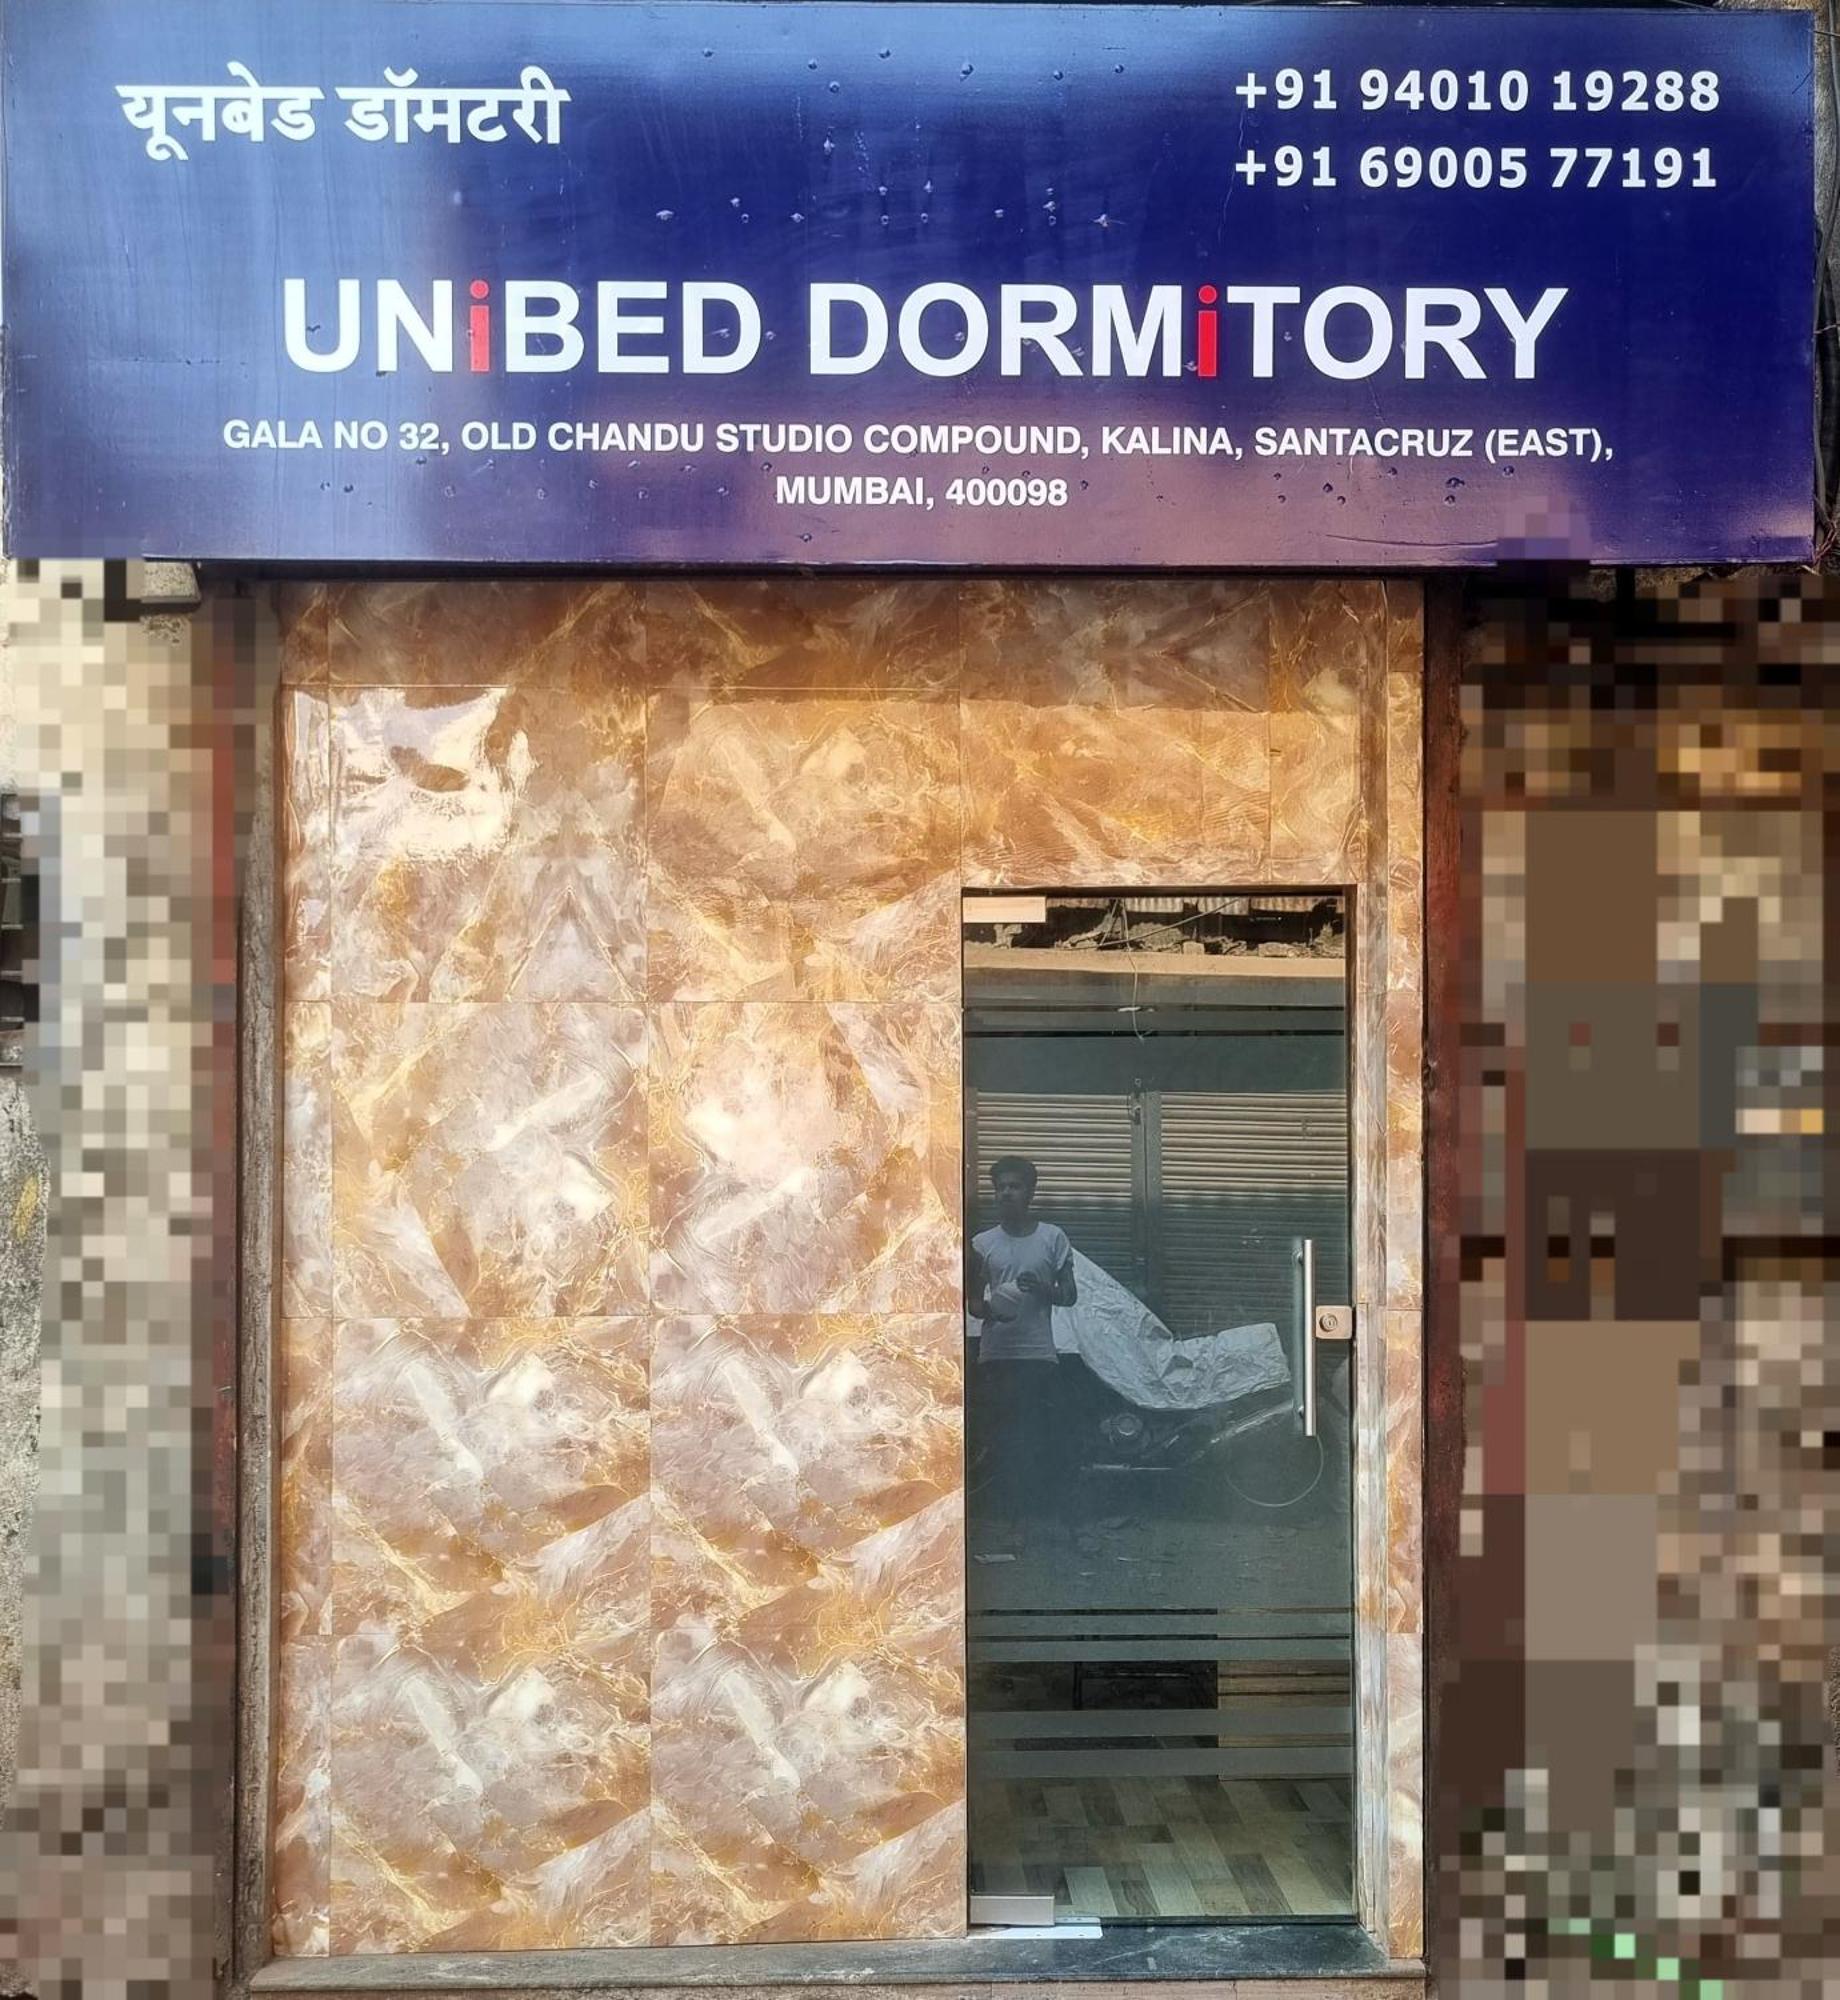 यूनबेड डॉमटरी
+91 94010 19288
+91 69005 77191
UNiBED DORMiTORY
GALA NO 32, OLD CHANDU STUDIO COMPOUND, KALINA, SANTACRUZ (EAST),
MUMBAI, 400098